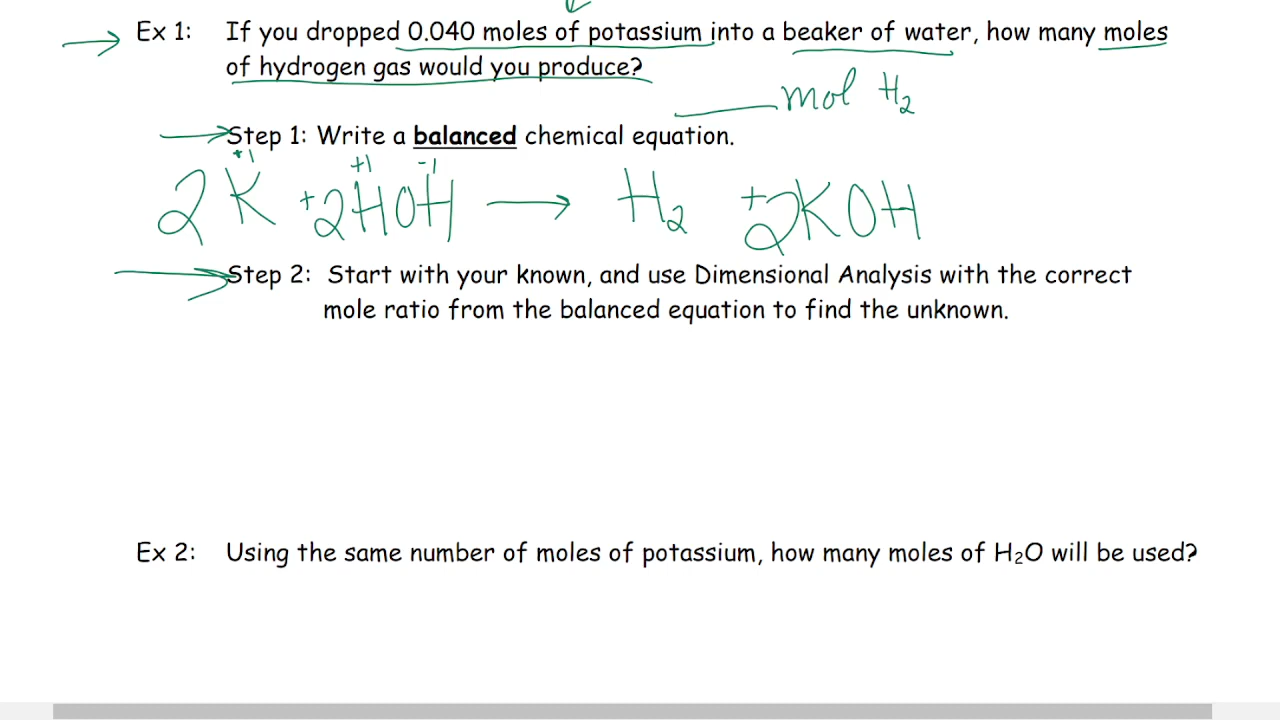 Ex 1: If you dropped 0.040 moles of potassium into a beaker of water, how many moles
of hydrogen gas would you produce?
____ mol H₂
Step 1: Write a balanced chemical equation.
+1 +1 -1
2K + 2HOH → H₂ + 2KOH
Step 2: Start with your known, and use Dimensional Analysis with the correct
mole ratio from the balanced equation to find the unknown.
Ex 2: Using the same number of moles of potassium, how many moles of H₂O will be used?